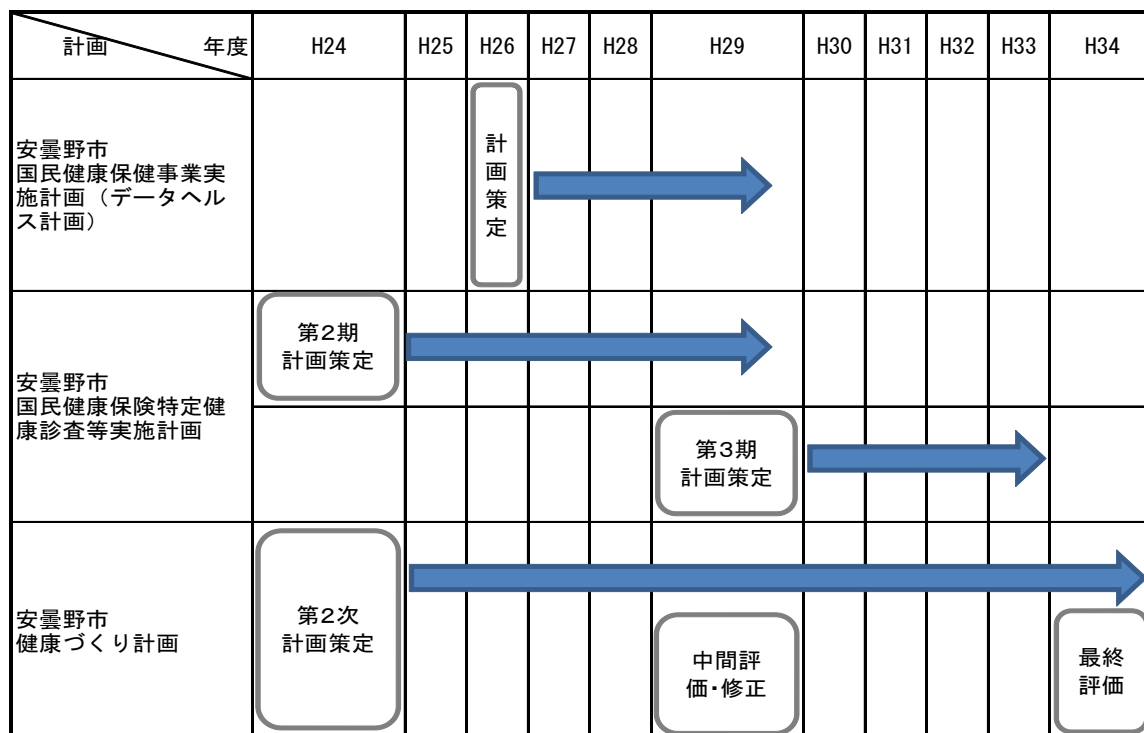 計画 年度 H24 H25 H26 H27 H28 H29 H30 H31 H32 H33 H34
安曇野市
国民健康保健事業実
施計画（データヘル
ス計画）
計
画
策
定
安曇野市
国民健康保険特定健
康診査等実施計画
第２期
計画策定
第３期
計画策定
安曇野市
健康づくり計画
第２次
計画策定
中間評
価・修正
最終
評価